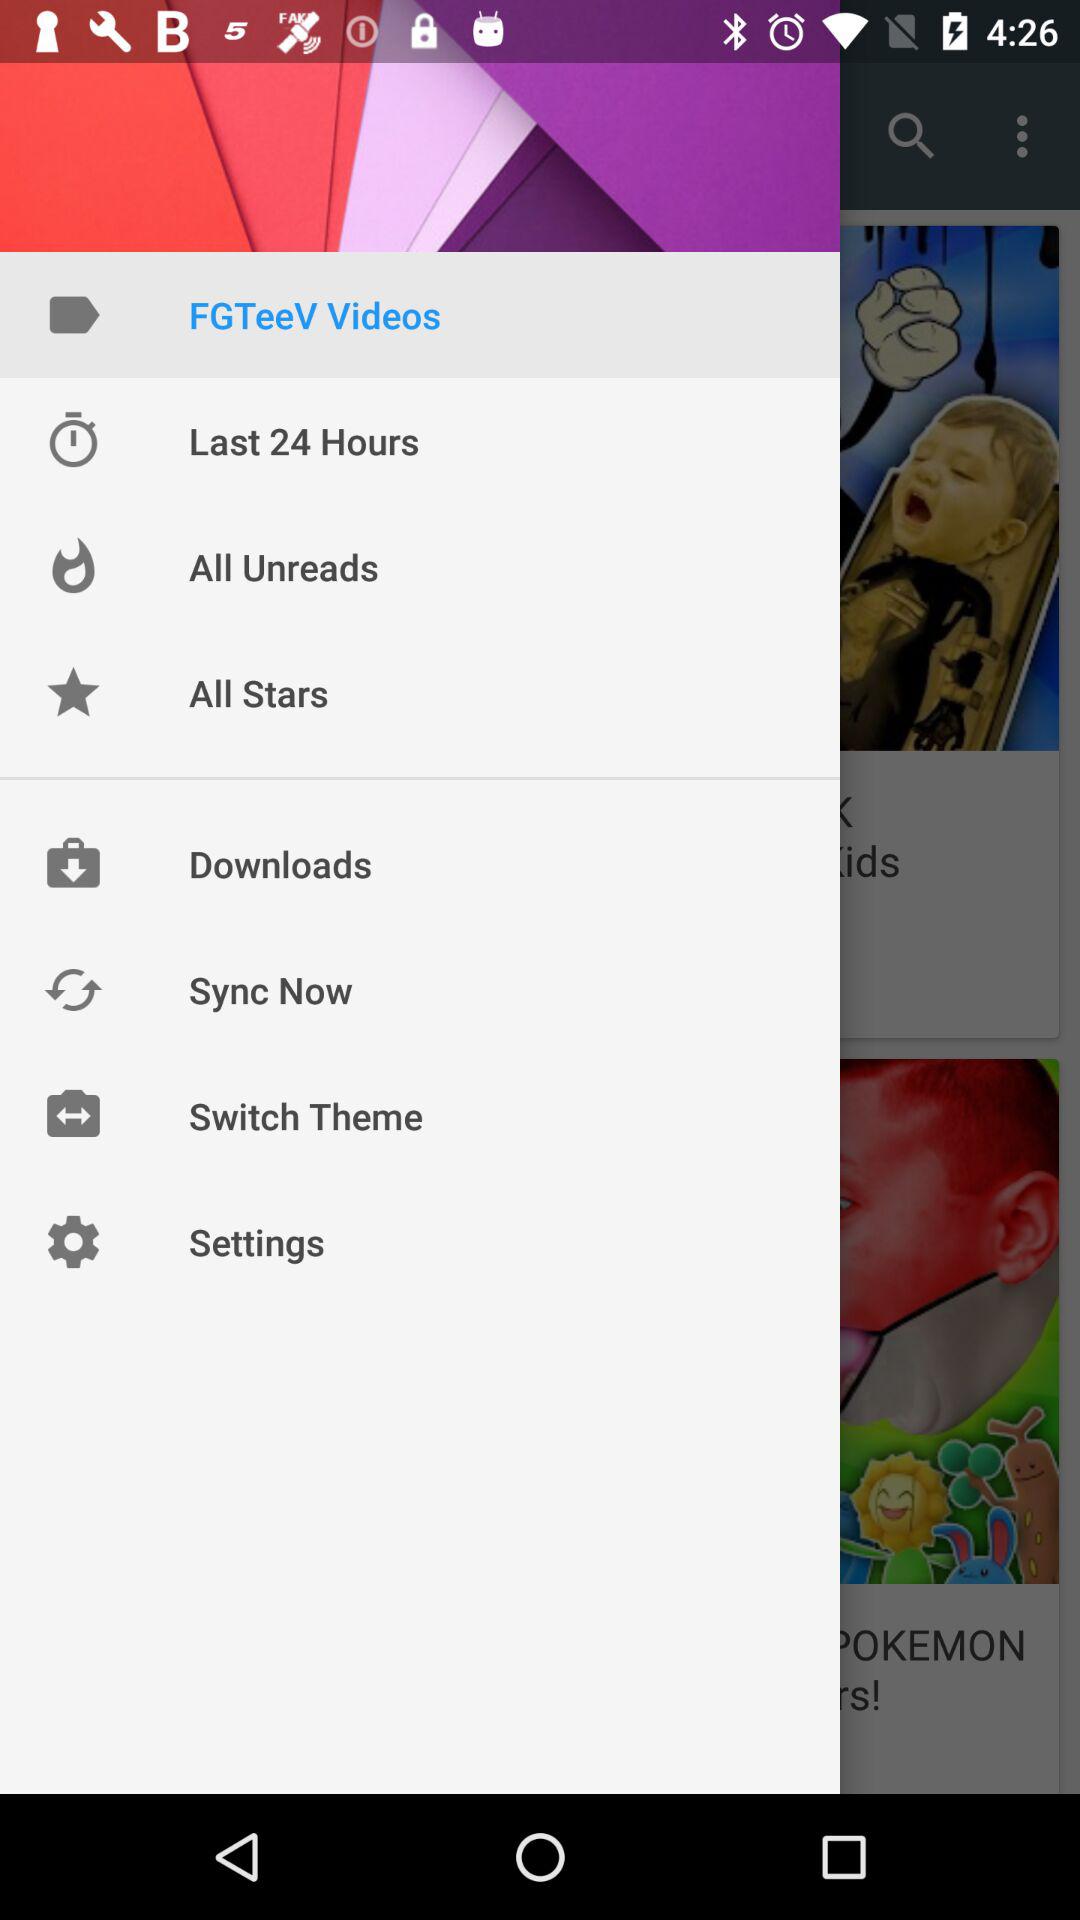 B 5 FAKE 4:26
FGTeeV Videos
Last 24 Hours
All Unreads
All Stars
Downloads
Sync Now
Switch Theme
Settings
K
Kids
POKEMON
rs!